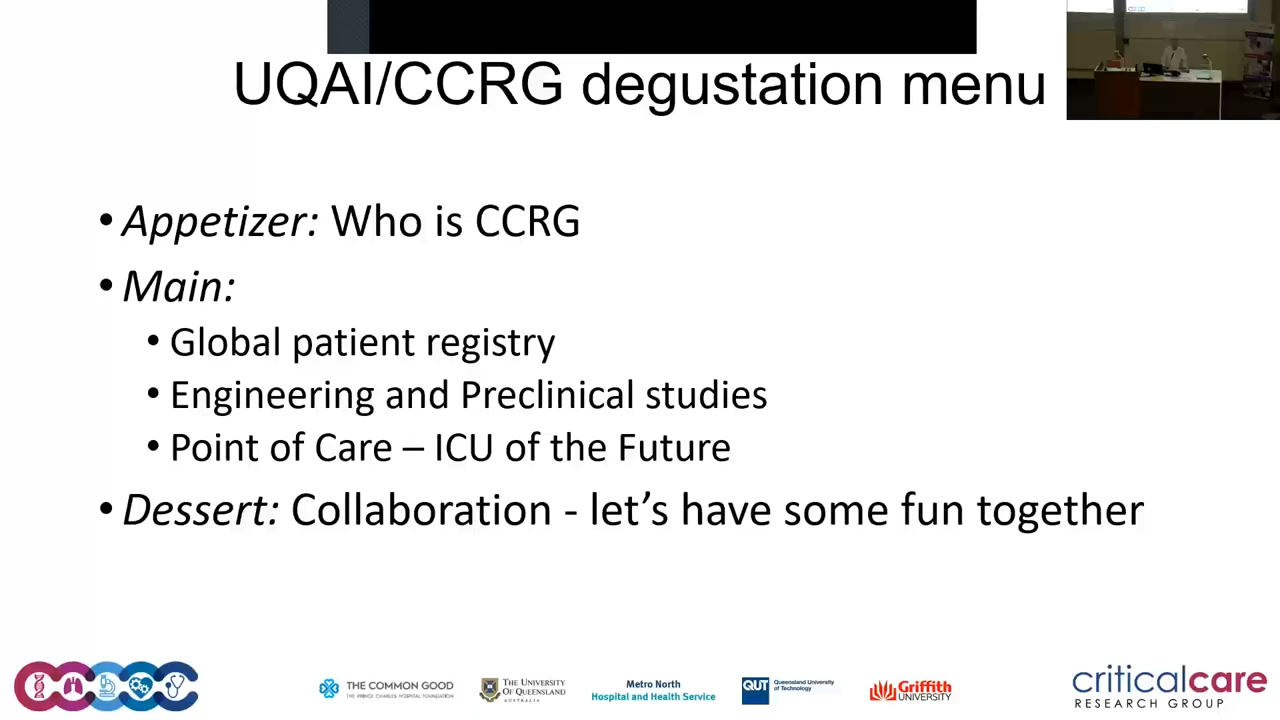 UQAI/CCRG degustation menu
• Appetizer: Who is CCRG
• Main:
• Global patient registry
• Engineering and Preclinical studies
• Point of Care – ICU of the Future
• Dessert: Collaboration - let's have some fun together
THE COMMON GOOD
THE PRINCE CHARLES HOSPITAL FOUNDATION
THE UNIVERSITY
OF QUEENSLAND
AUSTRALIA
Metro North
Hospital and Health Service
QUT
Queensland University
of Technology
Griffith
UNIVERSITY
criticalcare
RESEARCH GROUP